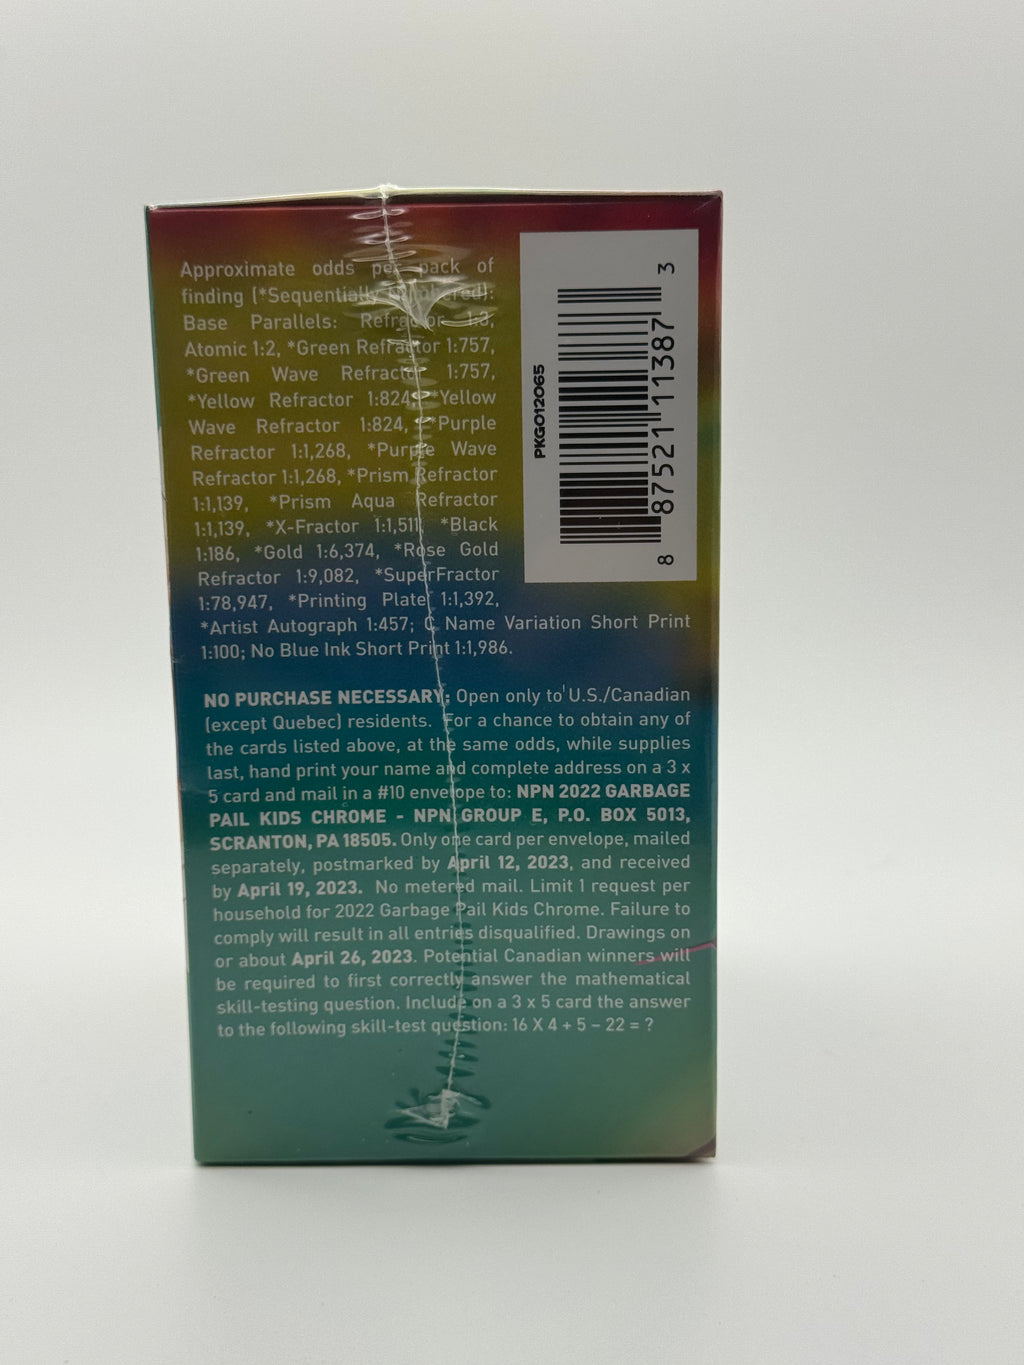 Approximate odds per pack of
finding (*Sequentially Numbered):
Base Parallels: Refractor 1:3,
Atomic 1:2, *Green Refractor 1:757,
*Green Wave Refractor 1:757,
*Yellow Refractor 1:824, *Yellow
Wave Refractor 1:824, *Purple
Refractor 1:1,268, *Purple Wave
Refractor 1:1,268, *Prism Refractor
1:1,139, *Prism Aqua Refractor
1:1,139, *X-Fractor 1:1,511, *Black
1:186, *Gold 1:6,374, *Rose Gold
Refractor 1:9,082, *SuperFractor
1:78,947, *Printing Plate 1:1,392,
*Artist Autograph 1:457; C Name Variation Short Print
1:100; No Blue Ink Short Print 1:1,986.
PKG012065
8 87521 11387 3
NO PURCHASE NECESSARY: Open only to U.S./Canadian
(except Quebec) residents. For a chance to obtain any of
the cards listed above, at the same odds, while supplies
last, hand print your name and complete address on a 3 x
5 card and mail in a #10 envelope to: NPN 2022 GARBAGE
PAIL KIDS CHROME - NPN GROUP E, P.O. BOX 5013,
SCRANTON, PA 18505. Only one card per envelope, mailed
separately, postmarked by April 12, 2023, and received
by April 19, 2023. No metered mail. Limit 1 request per
household for 2022 Garbage Pail Kids Chrome. Failure to
comply will result in all entries disqualified. Drawings on
or about April 26, 2023. Potential Canadian winners will
be required to first correctly answer the mathematical
skill-testing question. Include on a 3 x 5 card the answer
to the following skill-test question: 16 X 4 + 5 – 22 = ?